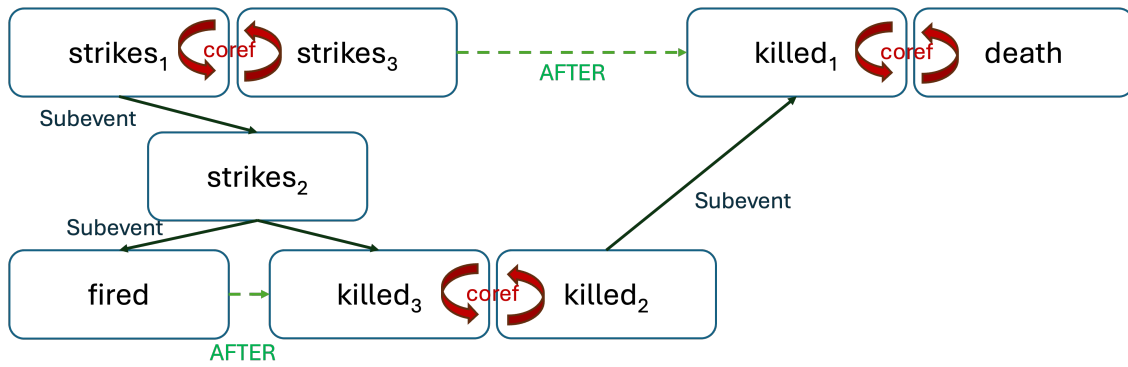 strikes₁ coref strikes₃
AFTER
killed₁ coref death
Subevent
strikes₂
Subevent
Subevent
fired
AFTER
killed₃ coref killed₂